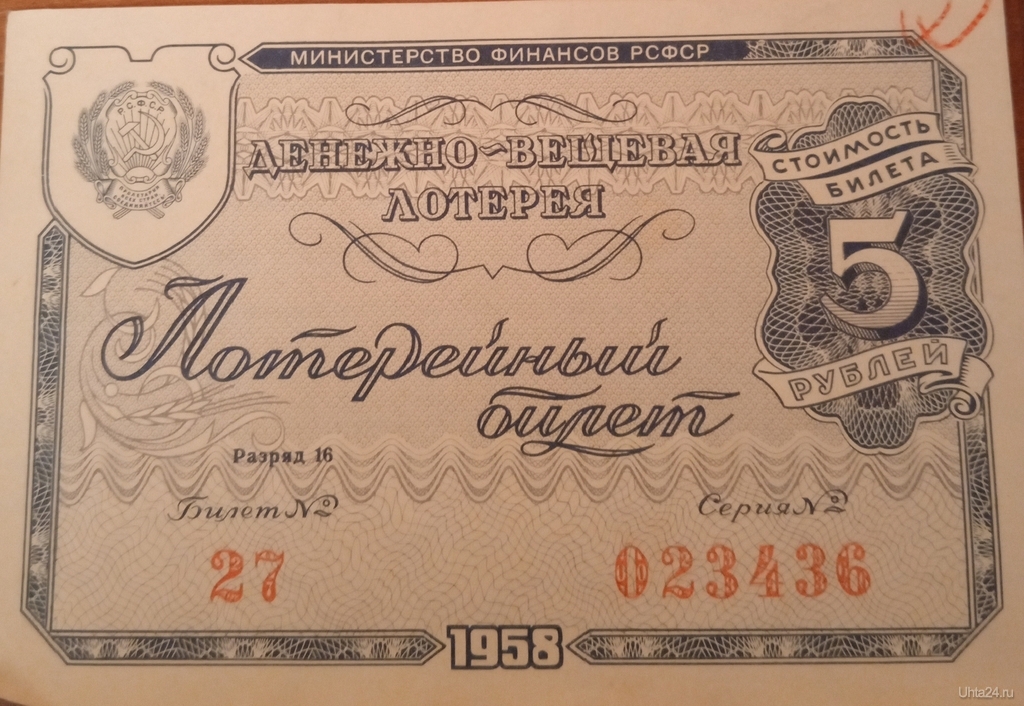 МИНИСТЕРСТВО ФИНАНСОВ РСФСР
РСФСР
ДЕНЕЖНО-ВЕЩЕВАЯ
ЛОТЕРЕЯ
СТОИМОСТЬ
БИЛЕТА
5
РУБЛЕЙ
Лотерейный
билет
Разряд 16
Билет №
27
Серия №
023436
1958
Uhta24.ru